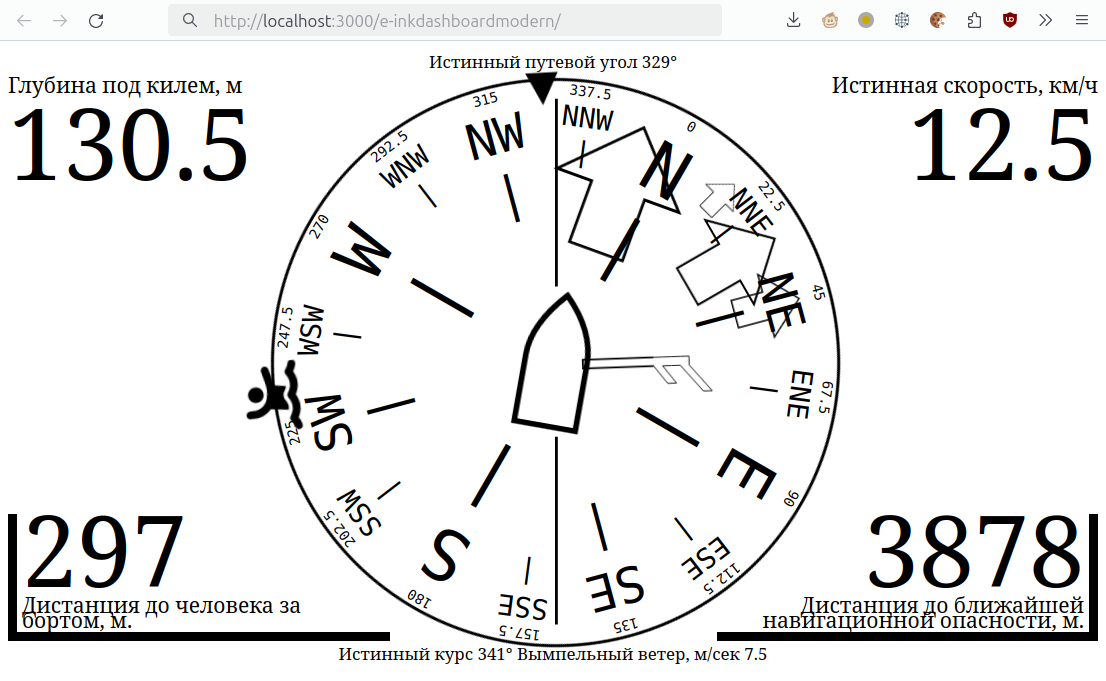 http://localhost:3000/e-inkdashboardmodern/
Истинный путевой угол 329°
Глубина под килем, м
130.5
Истинная скорость, км/ч
12.5
337.5
NNW
0
N
22.5
NNE
45
NE
67.5
ENE
90
E
112.5
ESE
135
SE
157.5
SSE
180
S
202.5
SSW
225
SW
247.5
WSW
270
W
292.5
WNW
315
NW
297
Дистанция до человека за
бортом, м.
3878
Дистанция до ближайшей
навигационной опасности, м.
Истинный курс 341° Вымпельный ветер, м/сек 7.5